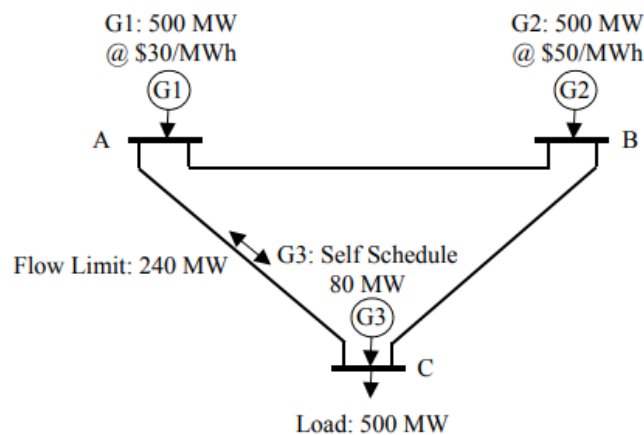 G1: 500 MW
@ $30/MWh
G1
G2: 500 MW
@ $50/MWh
G2
A
B
Flow Limit: 240 MW
G3: Self Schedule
80 MW
G3
C
Load: 500 MW